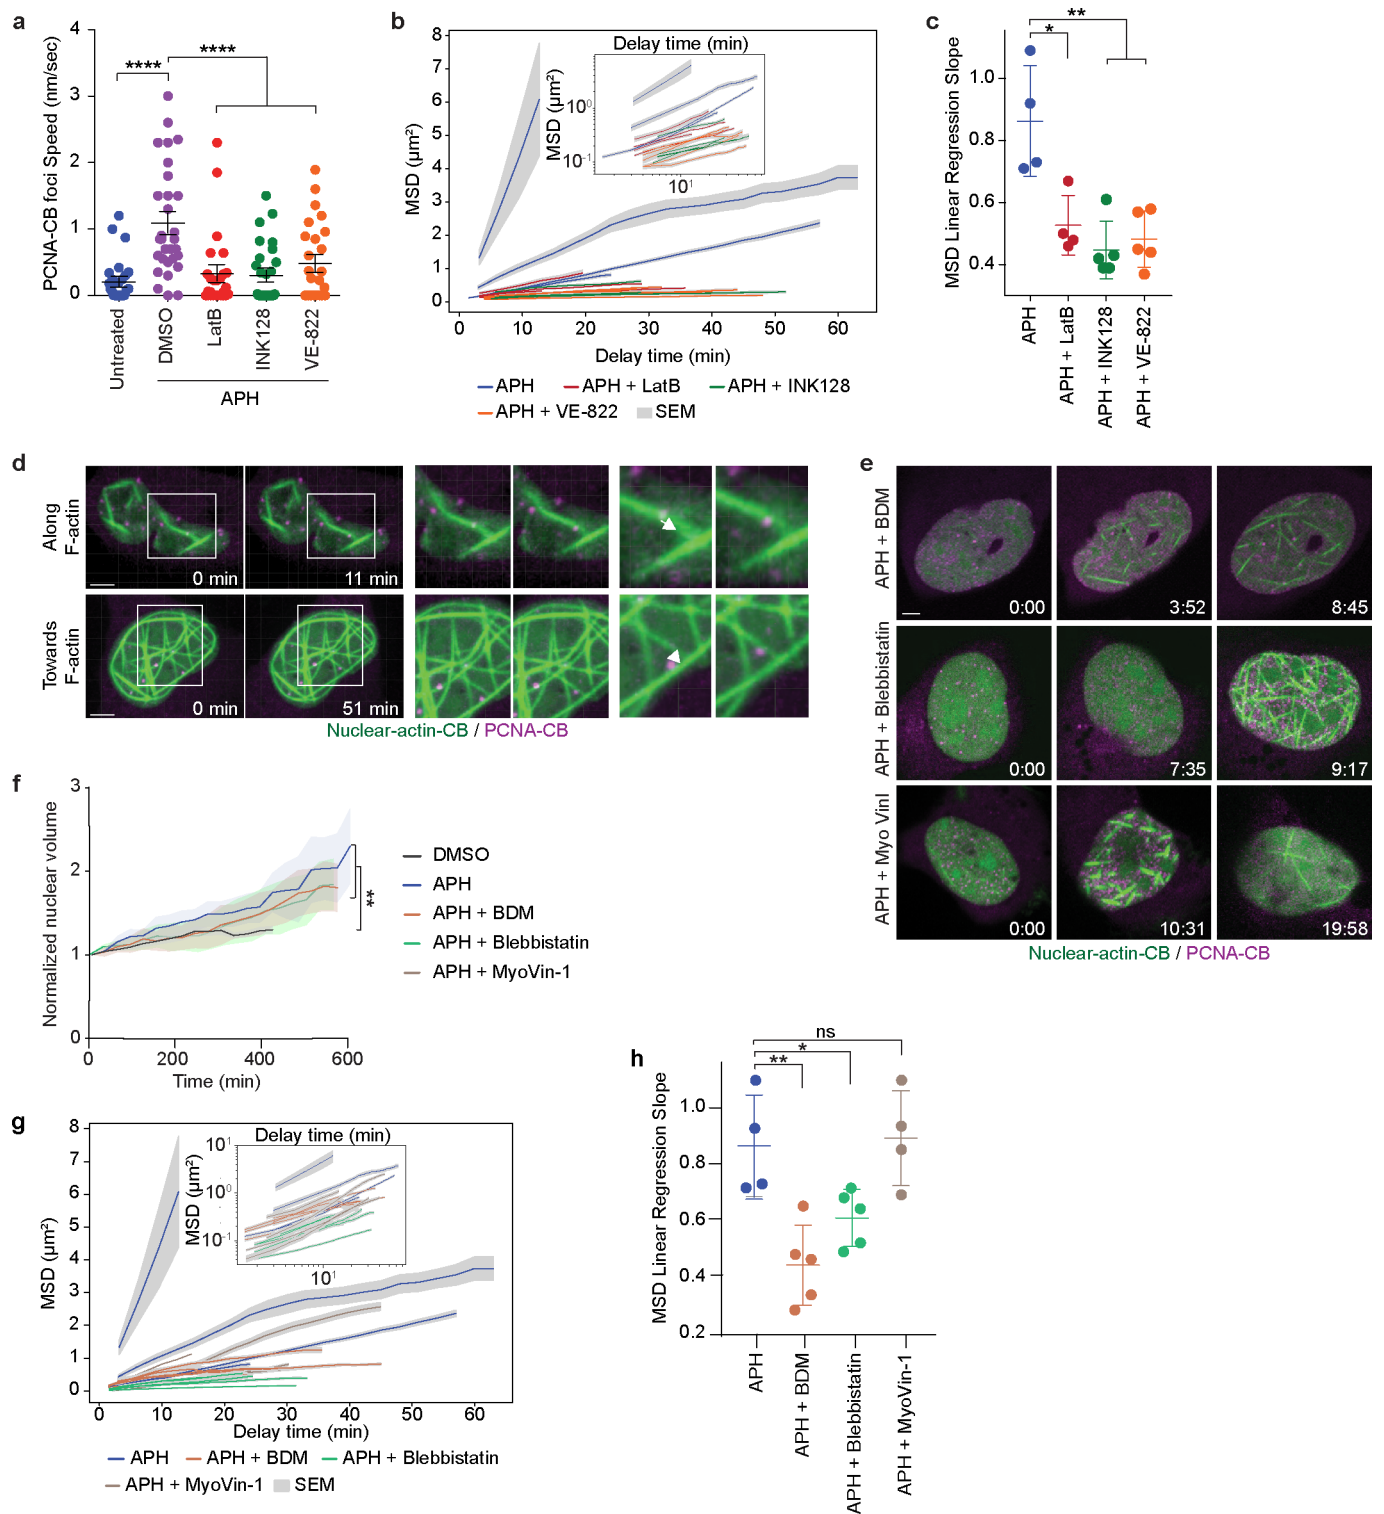 a
PCNA-CB foci Speed (nm/sec)
4
3
2
1
0
****
****
Untreated
DMSO
LatB
INK128
VE-822
APH
b
MSD (µm²)
8
7
6
5
4
3
2
1
0
0 10 20 30 40 50 60
Delay time (min)
Delay time (min)
MSD (µm²)
10⁰
10⁻¹
10¹
APH
APH + LatB
APH + INK128
APH + VE-822
SEM
c
MSD Linear Regression Slope
1.0
0.8
0.6
0.4
**
*
APH
APH + LatB
APH + INK128
APH + VE-822
d
Along
F-actin
0 min
11 min
Towards
F-actin
0 min
51 min
Nuclear-actin-CB / PCNA-CB
e
APH + BDM
0:00
3:52
8:45
APH + Blebbistatin
0:00
7:35
9:17
APH + Myo VinI
0:00
10:31
19:58
Nuclear-actin-CB / PCNA-CB
f
Normalized nuclear volume
3
2
1
0
0 200 400 600
Time (min)
**
DMSO
APH
APH + BDM
APH + Blebbistatin
APH + MyoVin-1
g
MSD (µm²)
8
7
6
5
4
3
2
1
0
0 10 20 30 40 50 60
Delay time (min)
Delay time (min)
MSD (µm²)
10¹
10⁰
10⁻¹
10¹
APH
APH + BDM
APH + Blebbistatin
APH + MyoVin-1
SEM
h
MSD Linear Regression Slope
1.0
0.8
0.6
0.4
0.2
ns
*
**
APH
APH + BDM
APH + Blebbistatin
APH + MyoVin-1